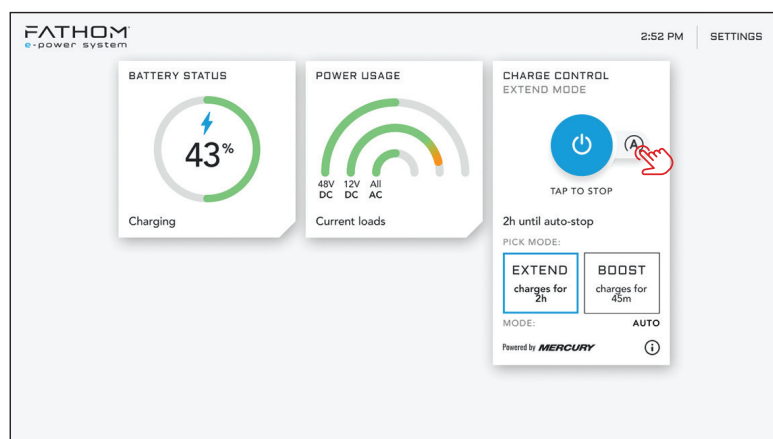 FATHOM
e-power system
2:52 PM
SETTINGS
BATTERY STATUS
43%
Charging
POWER USAGE
48V 12V All
DC DC AC
Current loads
CHARGE CONTROL
EXTEND MODE
A
TAP TO STOP
2h until auto-stop
PICK MODE:
EXTEND
charges for
2h
BOOST
charges for
45m
MODE: AUTO
Powered by MERCURY
i